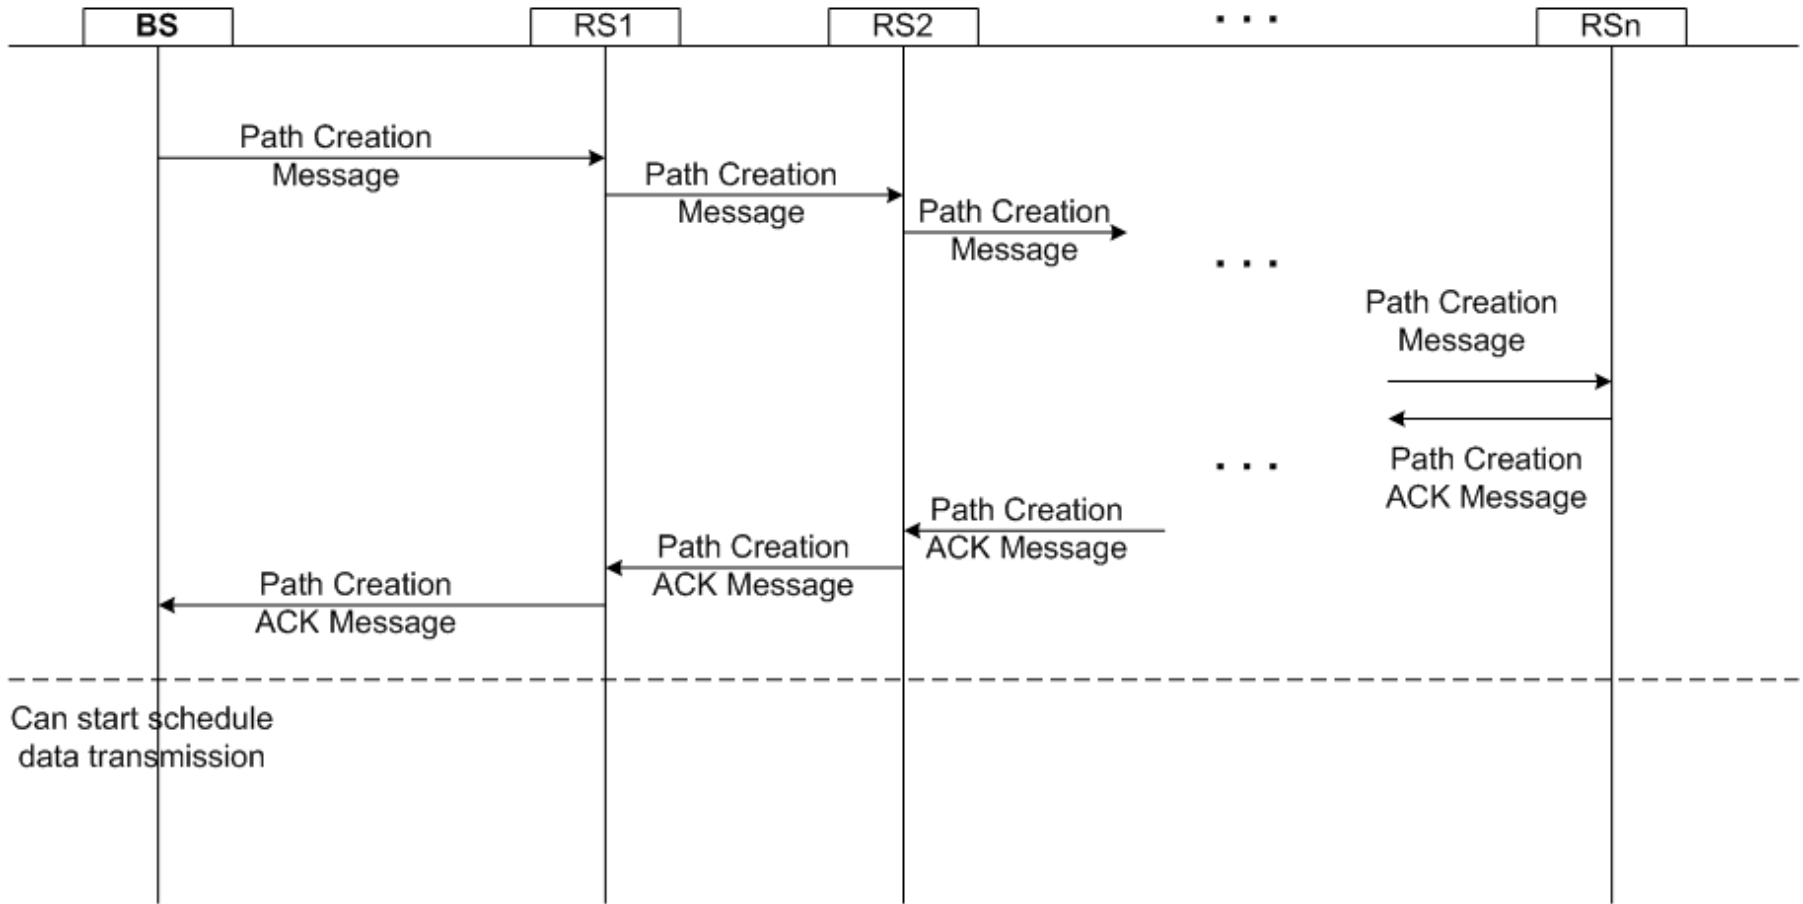 BS
RS1
RS2
. . .
RSn
Path Creation
Message
Path Creation
Message
Path Creation
Message
. . .
Path Creation
Message
Path Creation
ACK Message
. . .
Path Creation
ACK Message
Path Creation
ACK Message
Path Creation
ACK Message
Can start schedule
data transmission